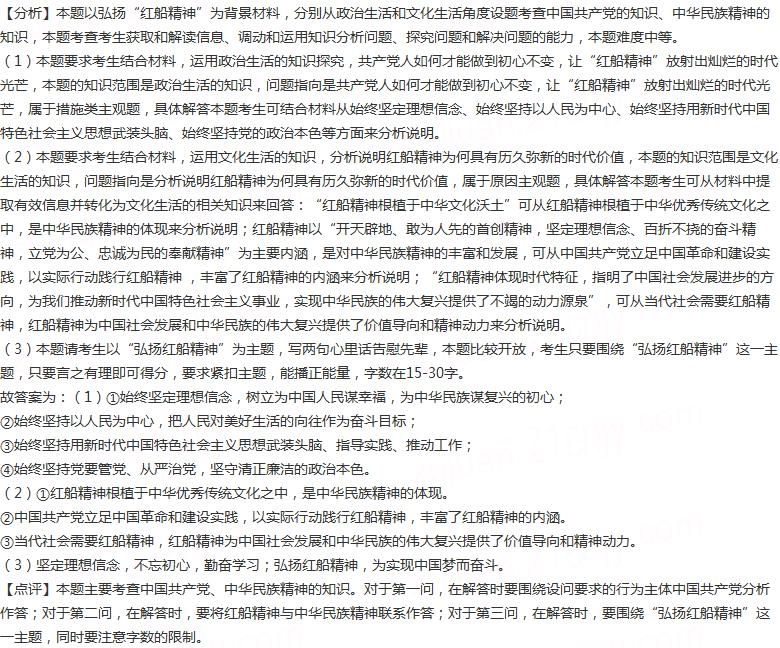 【分析】本题以弘扬“红船精神”为背景材料，分别从政治生活和文化生活角度设题考查中国共产党的知识、中华民族精神的
知识，本题考查考生获取和解读信息、调动和运用知识分析问题、探究问题和解决问题的能力，本题难度中等。
（1）本题要求考生结合材料，运用政治生活的知识探究，共产党人如何才能做到初心不变，让“红船精神”放射出灿烂的时代
光芒，本题的知识范围是政治生活的知识，问题指向是共产党人如何才能做到初心不变，让“红船精神”放射出灿烂的时代光
芒，属于措施类主观题，具体解答本题考生可结合材料从始终坚定理想信念、始终坚持以人民为中心、始终坚持用新时代中国
特色社会主义思想武装头脑、始终坚持党的政治本色等方面来分析说明。
（2）本题要求考生结合材料，运用文化生活的知识，分析说明红船精神为何具有历久弥新的时代价值，本题的知识范围是文化
生活的知识，问题指向是分析说明红船精神为何具有历久弥新的时代价值，属于原因主观题，具体解答本题考生可从材料中提
取有效信息并转化为文化生活的相关知识来回答：“红船精神根植于中华文化沃土”可从红船精神根植于中华优秀传统文化之
中，是中华民族精神的体现来分析说明；红船精神以“开天辟地、敢为人先的首创精神，坚定理想信念、百折不挠的奋斗精
神，立党为公、忠诚为民的奉献精神”为主要内涵，是对中华民族精神的丰富和发展，可从中国共产党立足中国革命和建设实
践，以实际行动践行红船精神，丰富了红船精神的内涵来分析说明；“红船精神体现时代特征，指明了中国社会发展进步的方
向，为我们推动新时代中国特色社会主义事业，实现中华民族的伟大复兴提供了不竭的动力源泉”，可从当代社会需要红船精
神，红船精神为中国社会发展和中华民族的伟大复兴提供了价值导向和精神动力来分析说明。
（3）本题请考生以“弘扬红船精神”为主题，写两句心里话告慰先辈，本题比较开放，考生只要围绕“弘扬红船精神”这一主
题，只要言之有理即可得分，要求紧扣主题，能播正能量，字数在15-30字。
故答案为：（1）①始终坚定理想信念，树立为中国人民谋幸福，为中华民族谋复兴的初心；
②始终坚持以人民为中心，把人民对美好生活的向往作为奋斗目标；
③始终坚持用新时代中国特色社会主义思想武装头脑、指导实践、推动工作；
④始终坚持党要管党、从严治党，坚守清正廉洁的政治本色。
（2）①红船精神根植于中华优秀传统文化之中，是中华民族精神的体现。
②中国共产党立足中国革命和建设实践，以实际行动践行红船精神，丰富了红船精神的内涵。
③当代社会需要红船精神，红船精神为中国社会发展和中华民族的伟大复兴提供了价值导向和精神动力。
（3）坚定理想信念，不忘初心，勤奋学习；弘扬红船精神，为实现中国梦而奋斗。
【点评】本题主要考查中国共产党、中华民族精神的知识。对于第一问，在解答时要围绕设问要求的行为主体中国共产党分析
作答；对于第二问，在解答时，要将红船精神与中华民族精神联系作答；对于第三问，在解答时，要围绕“弘扬红船精神”这
一主题，同时要注意字数的限制。